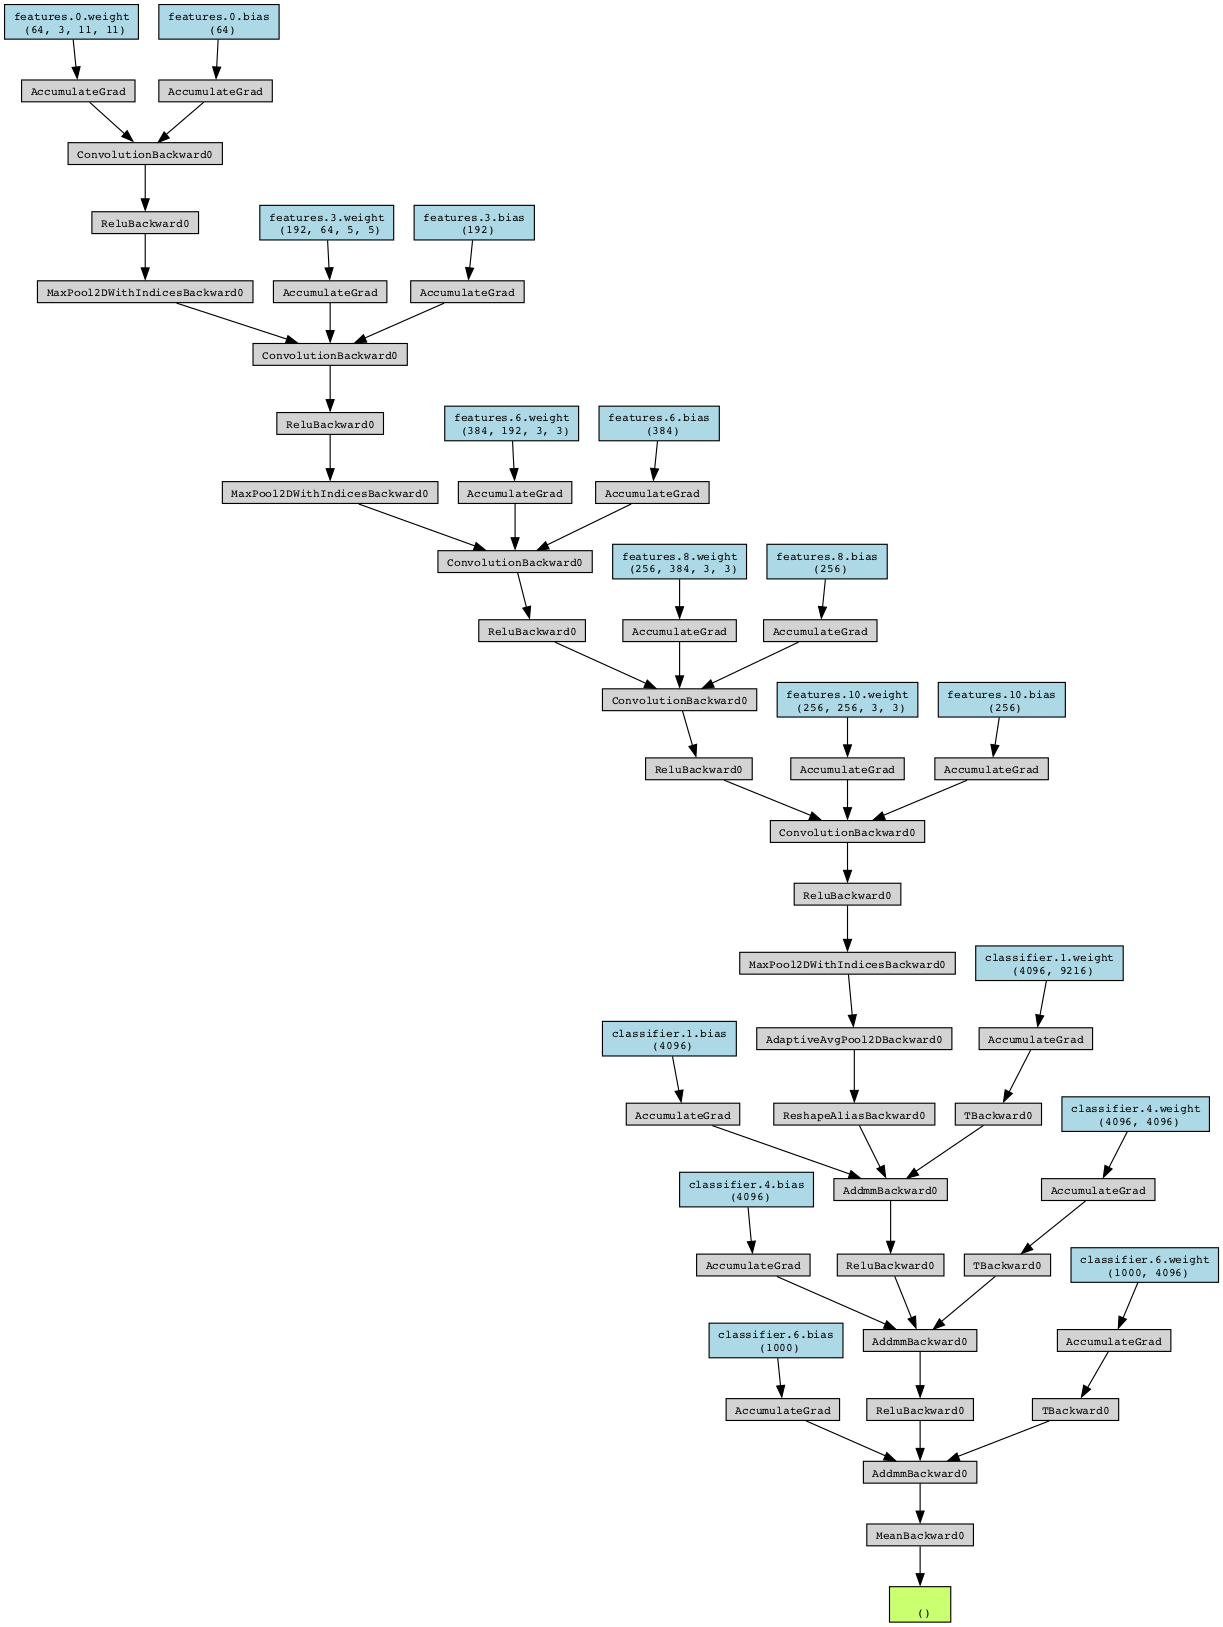 features.0.weight
(64, 3, 11, 11)
features.0.bias
(64)
AccumulateGrad
AccumulateGrad
ConvolutionBackward0
ReluBackward0
features.3.weight
(192, 64, 5, 5)
features.3.bias
(192)
MaxPool2DWithIndicesBackward0
AccumulateGrad
AccumulateGrad
ConvolutionBackward0
ReluBackward0
features.6.weight
(384, 192, 3, 3)
features.6.bias
(384)
MaxPool2DWithIndicesBackward0
AccumulateGrad
AccumulateGrad
ConvolutionBackward0
features.8.weight
(256, 384, 3, 3)
features.8.bias
(256)
ReluBackward0
AccumulateGrad
AccumulateGrad
ConvolutionBackward0
features.10.weight
(256, 256, 3, 3)
features.10.bias
(256)
ReluBackward0
AccumulateGrad
AccumulateGrad
ConvolutionBackward0
ReluBackward0
MaxPool2DWithIndicesBackward0
classifier.1.weight
(4096, 9216)
classifier.1.bias
(4096)
AdaptiveAvgPool2DBackward0
AccumulateGrad
AccumulateGrad
ReshapeAliasBackward0
TBackward0
classifier.4.weight
(4096, 4096)
classifier.4.bias
(4096)
AddmmBackward0
AccumulateGrad
AccumulateGrad
ReluBackward0
TBackward0
classifier.6.weight
(1000, 4096)
classifier.6.bias
(1000)
AddmmBackward0
AccumulateGrad
AccumulateGrad
ReluBackward0
TBackward0
AddmmBackward0
MeanBackward0
()